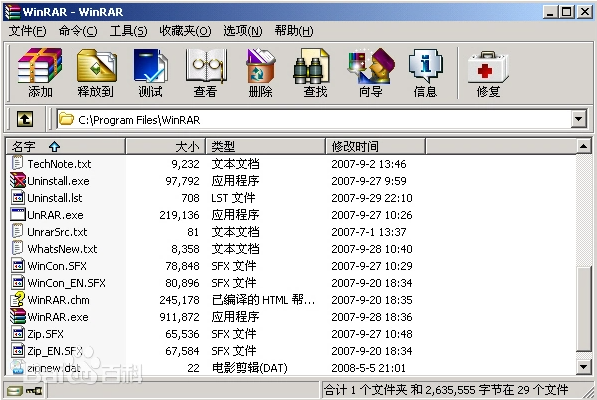 WinRAR - WinRAR
文件(F) 命令(C) 工具(S) 收藏夹(O) 选项(N) 帮助(H)
添加 释放到 测试 查看 删除 查找 向导 信息 修复
C:\Program Files\WinRAR
名字 大小 类型 修改时间
TechNote.txt 9,232 文本文档 2007-9-2 13:46
Uninstall.exe 97,792 应用程序 2007-9-27 9:59
Uninstall.lst 708 LST 文件 2007-9-29 22:10
UnRAR.exe 219,136 应用程序 2007-9-27 10:26
UnrarSrc.txt 81 文本文档 2007-7-1 13:37
WhatsNew.txt 8,358 文本文档 2007-9-28 10:40
WinCon.SFX 78,848 SFX 文件 2007-9-27 10:29
WinCon_EN.SFX 80,896 SFX 文件 2007-9-20 18:34
WinRAR.chm 245,178 已编译的 HTML 帮... 2007-9-20 18:35
WinRAR.exe 911,872 应用程序 2007-9-28 18:36
Zip.SFX 65,536 SFX 文件 2007-9-27 10:48
Zip_EN.SFX 67,584 SFX 文件 2007-9-20 18:34
zipnew.dat 22 电影剪辑(DAT) 2008-5-5 21:01
Baidu百科
合计 1 个文件夹 和 2,635,555 字节在 29 个文件